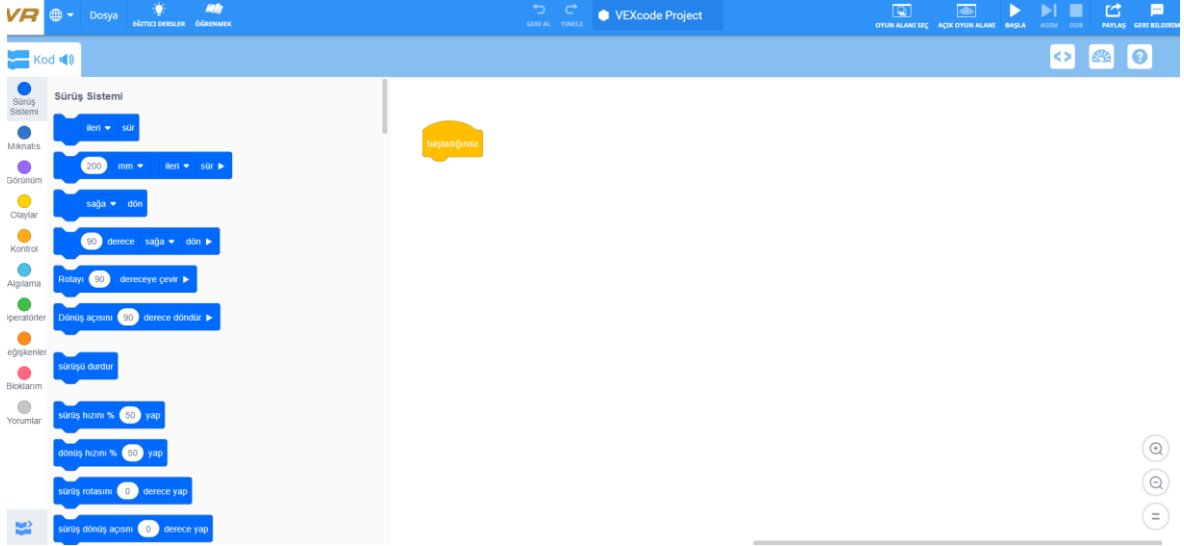 VR
Dosya
EĞİTİCİ DERSLER
ÖĞRENMEK
GERİ AL
YİNELE
VEXcode Project
OYUN ALANI SEÇ
AÇIK OYUN ALANI
BAŞLA
ADIM
DUR
PAYLAŞ
GERİ BİLDİRİM
Kod
Sürüş
Sistemi
Mıknatıs
Görünüm
Olaylar
Kontrol
Algılama
peratörler
eğişkenler
Bloklarım
Yorumlar
Sürüş Sistemi
ileri sür
200 mm ileri sür
sağa dön
90 derece sağa dön
Rotayı 90 . dereceye çevir
Dönüş açısını 90 derece döndür
sürüşü durdur
sürüş hızını % 50 yap
dönüş hızını % 50 yap
sürüş rotasını 0 derece yap
sürüş dönüş açısnı 0 derece yap
başladığında